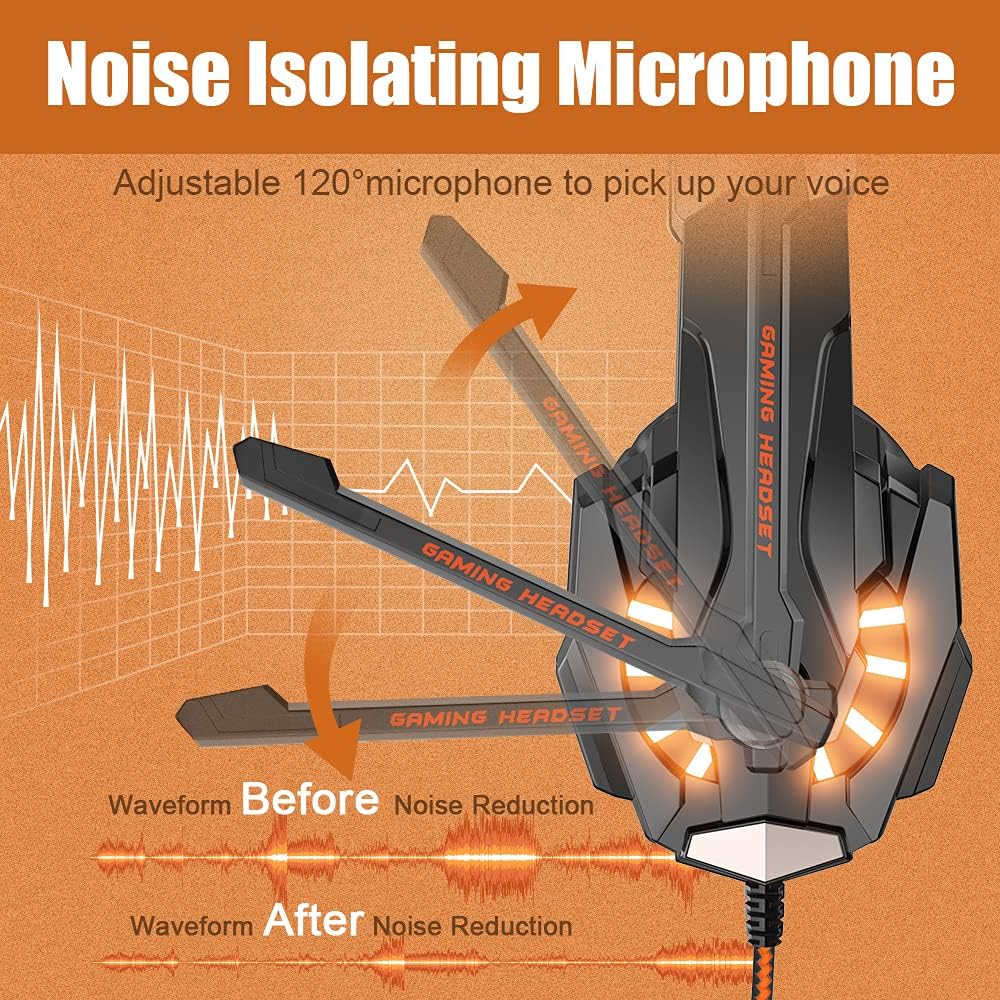 Noise Isolating Microphone
Adjustable 120°microphone to pick up your voice
GAMING HEADSET
GAMING HEADSET
GAMING HEADSET
GAMING HEADSET
Waveform Before Noise Reduction
Waveform After Noise Reduction